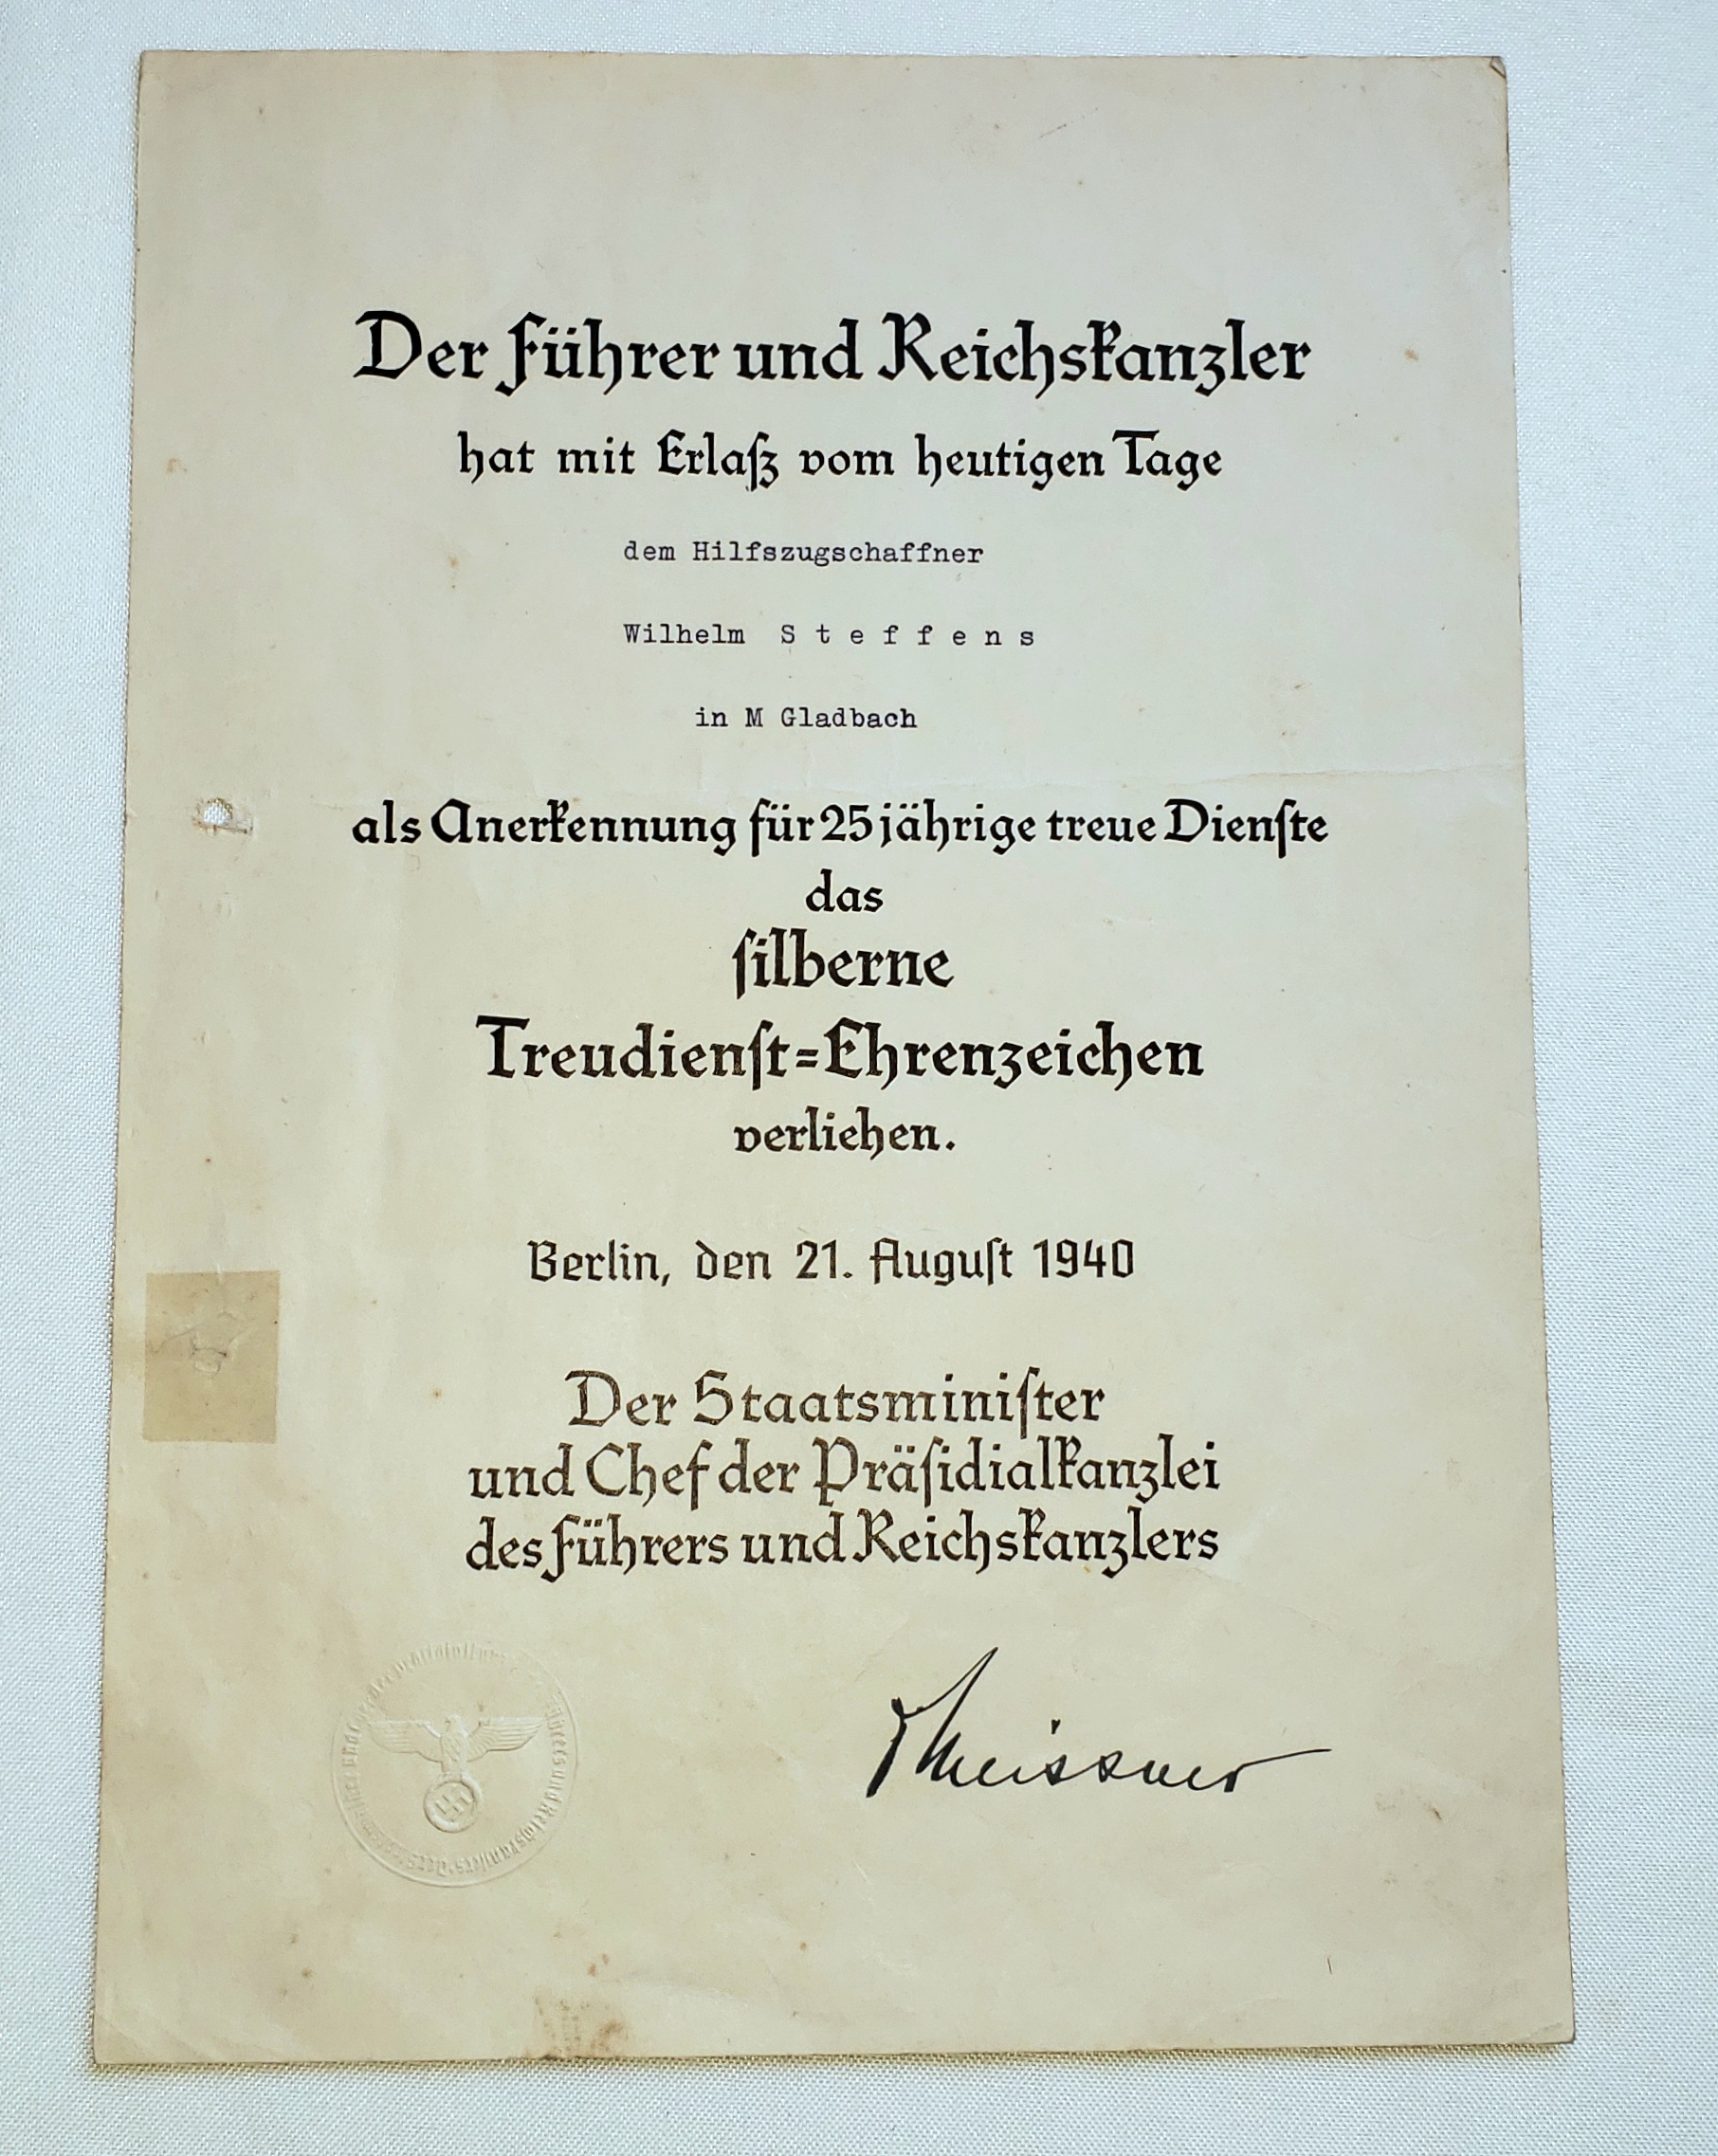 Der Führer und Reichskanzler
hat mit Erlaß vom heutigen Tage
dem Hilfszugschaffner
Wilhelm S t e f f e n s
in M Gladbach
als Anerkennung für 25jährige treue Dienſte
das
ſilberne
Treudienſt=Ehrenzeichen
verliehen.
Berlin, den 21. Auguſt 1940
Der Staatsminiſter
und Chef der Präſidialkanzlei
des Führers und Reichskanzlers
Meissner